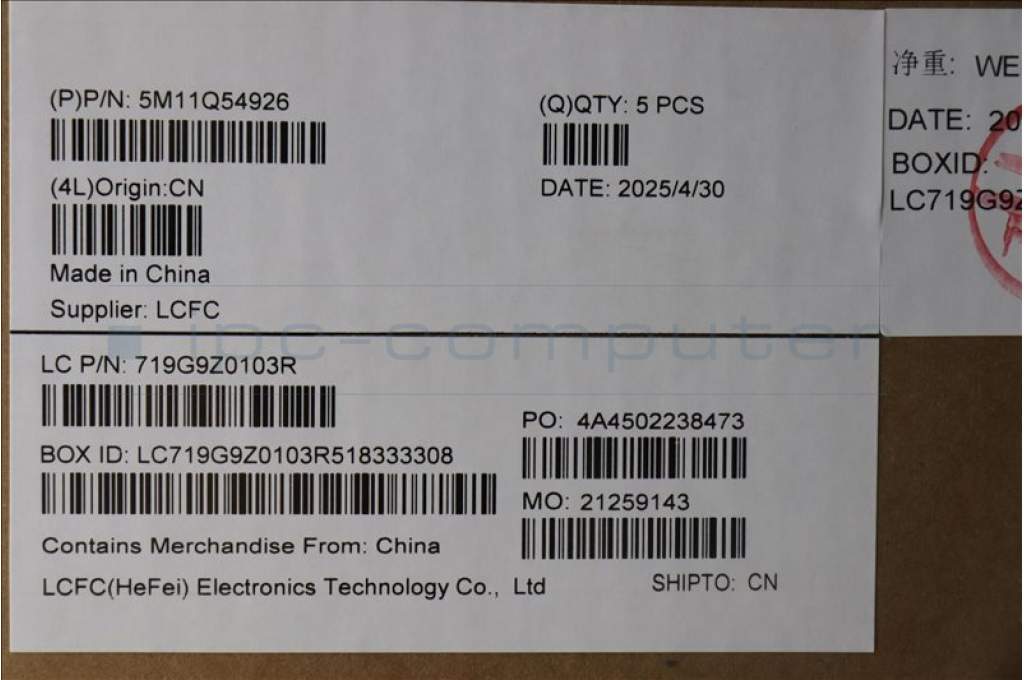 (P)P/N: 5M11Q54926
(Q)QTY: 5 PCS
(4L)Origin:CN
DATE: 2025/4/30
Made in China
Supplier: LCFC
ipc-computer
LC P/N: 719G9Z0103R
PO: 4A4502238473
BOX ID: LC719G9Z0103R518333308
MO: 21259143
Contains Merchandise From: China
LCFC(HeFei) Electronics Technology Co., Ltd
SHIPTO: CN
净重: WE
DATE: 20
BOXID:
LC719G9Z